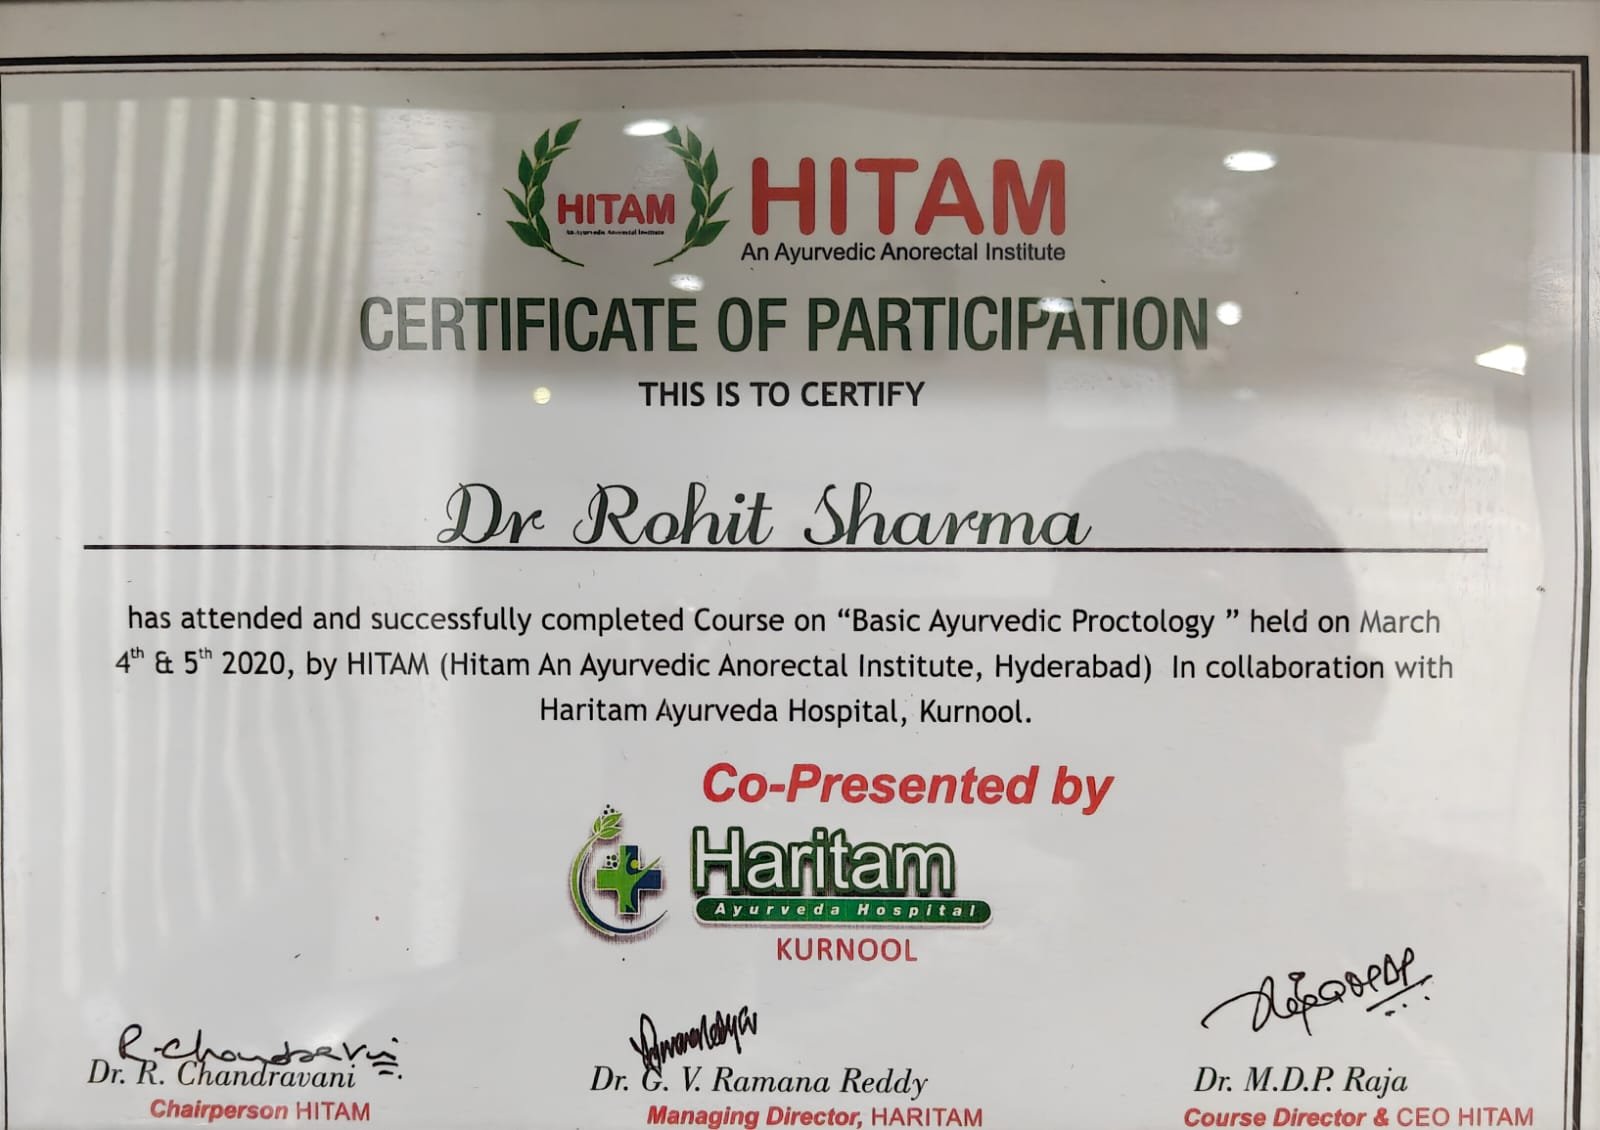 HITAM
An Ayurvedic Anorectal Institute
HITAM
An Ayurvedic Anorectal Institute
CERTIFICATE OF PARTICIPATION
THIS IS TO CERTIFY
Dr Rohit Sharma
has attended and successfully completed Course on “Basic Ayurvedic Proctology ” held on March
4th & 5th 2020, by HITAM (Hitam An Ayurvedic Anorectal Institute, Hyderabad) In collaboration with
Haritam Ayurveda Hospital, Kurnool.
Co-Presented by
Haritam
Ayurveda Hospital
KURNOOL
R. Chandravani
Dr. R. Chandravani
Chairperson HITAM
Dr. G. V. Ramana Reddy
Managing Director, HARITAM
Dr. M.D.P. Raja
Course Director & CEO HITAM